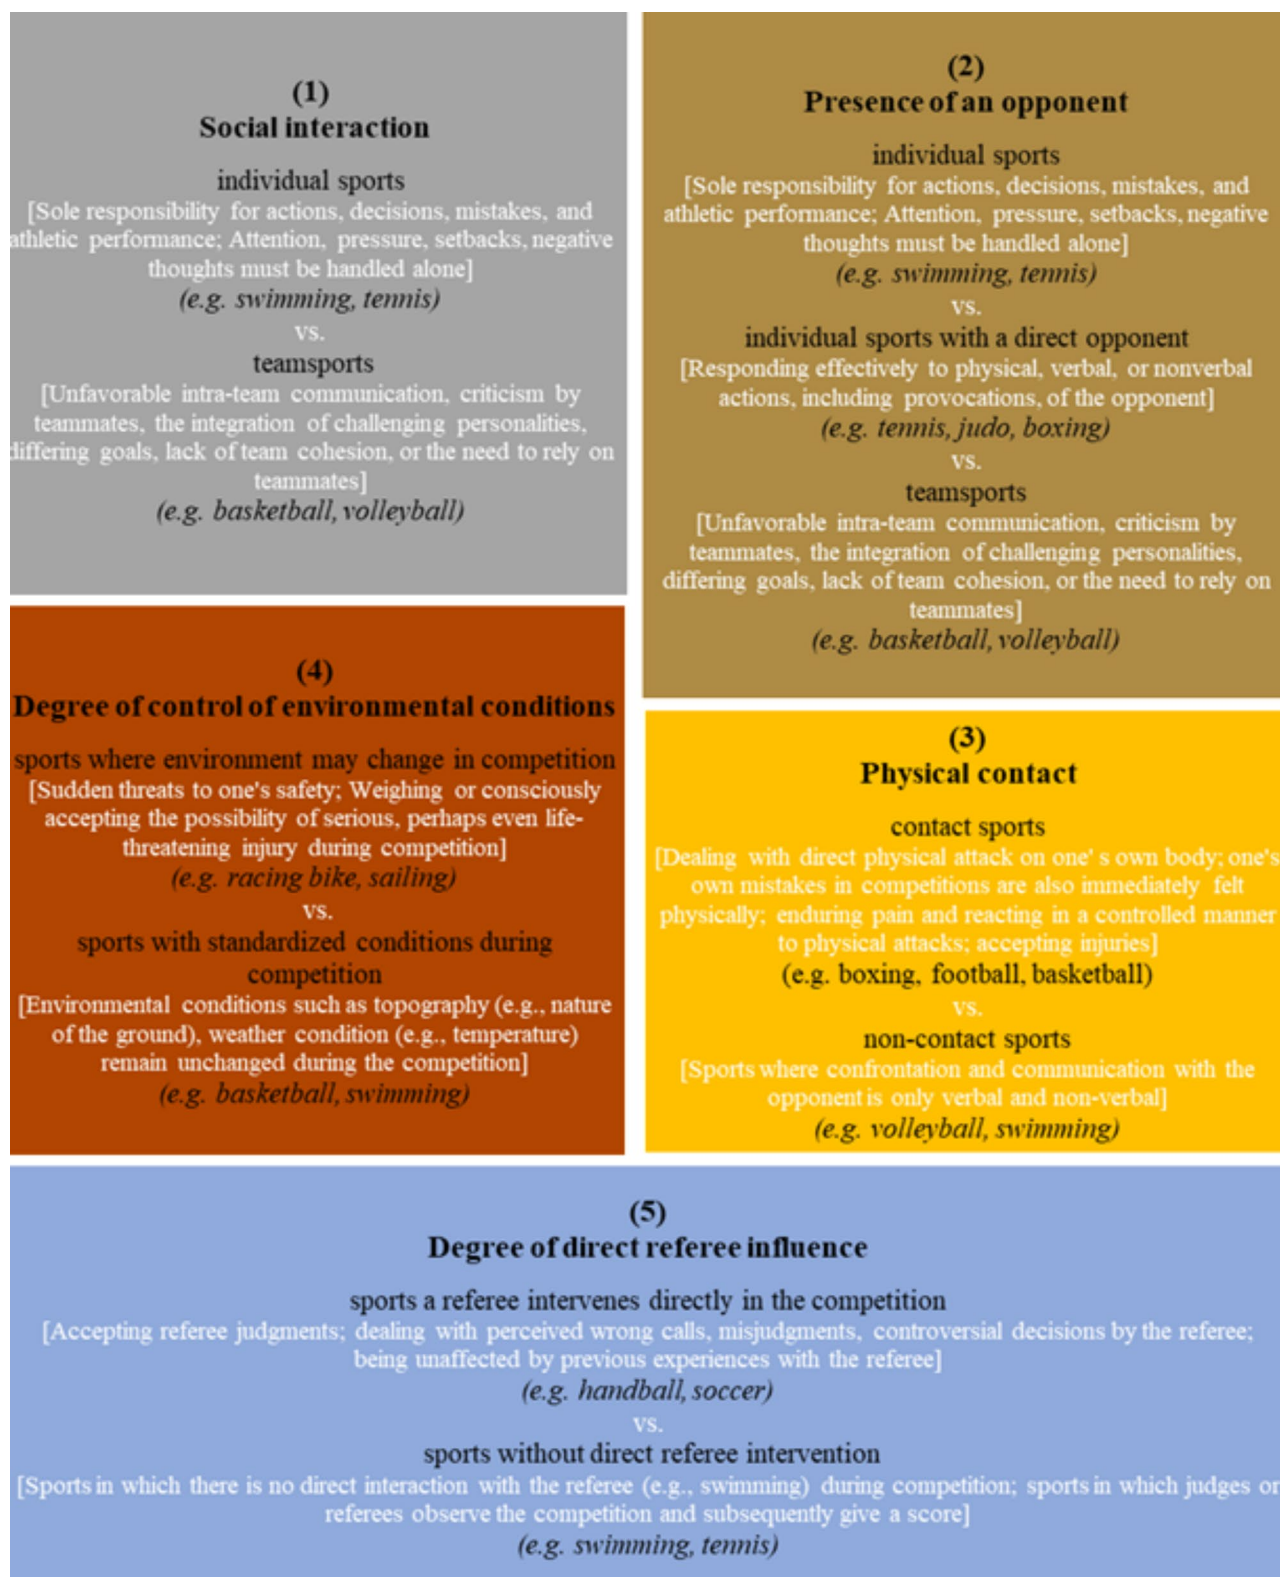 (1)
Social interaction
individual sports
[Sole responsibility for actions, decisions, mistakes, and
athletic performance; Attention, pressure, setbacks, negative
thoughts must be handled alone]
(e.g. swimming, tennis)
vs.
teamsports
[Unfavorable intra-team communication, criticism by
teammates, the integration of challenging personalities,
differing goals, lack of team cohesion, or the need to rely on
teammates]
(e.g. basketball, volleyball)
(2)
Presence of an opponent
individual sports
[Sole responsibility for actions, decisions, mistakes, and
athletic performance; Attention, pressure, setbacks, negative
thoughts must be handled alone]
(e.g. swimming, tennis)
vs.
individual sports with a direct opponent
[Responding effectively to physical, verbal, or nonverbal
actions, including provocations, of the opponent]
(e.g. tennis, judo, boxing)
vs.
teamsports
[Unfavorable intra-team communication, criticism by
teammates, the integration of challenging personalities,
differing goals, lack of team cohesion, or the need to rely on
teammates]
(e.g. basketball, volleyball)
(4)
Degree of control of environmental conditions
sports where environment may change in competition
[Sudden threats to one's safety; Weighing or consciously
accepting the possibility of serious, perhaps even life-
threatening injury during competition]
(e.g. racing bike, sailing)
vs.
sports with standardized conditions during
competition
[Environmental conditions such as topography (e.g., nature
of the ground), weather condition (e.g., temperature)
remain unchanged during the competition]
(e.g. basketball, swimming)
(3)
Physical contact
contact sports
[Dealing with direct physical attack on one' s own body; one's
own mistakes in competitions are also immediately felt
physically; enduring pain and reacting in a controlled manner
to physical attacks; accepting injuries]
(e.g. boxing, football, basketball)
vs.
non-contact sports
[Sports where confrontation and communication with the
opponent is only verbal and non-verbal]
(e.g. volleyball, swimming)
(5)
Degree of direct referee influence
sports a referee intervenes directly in the competition
[Accepting referee judgments; dealing with perceived wrong calls, misjudgments, controversial decisions by the referee;
being unaffected by previous experiences with the referee]
(e.g. handball, soccer)
vs.
sports without direct referee intervention
[Sports in which there is no direct interaction with the referee (e.g., swimming) during competition; sports in which judges or
referees observe the competition and subsequently give a score]
(e.g. swimming, tennis)